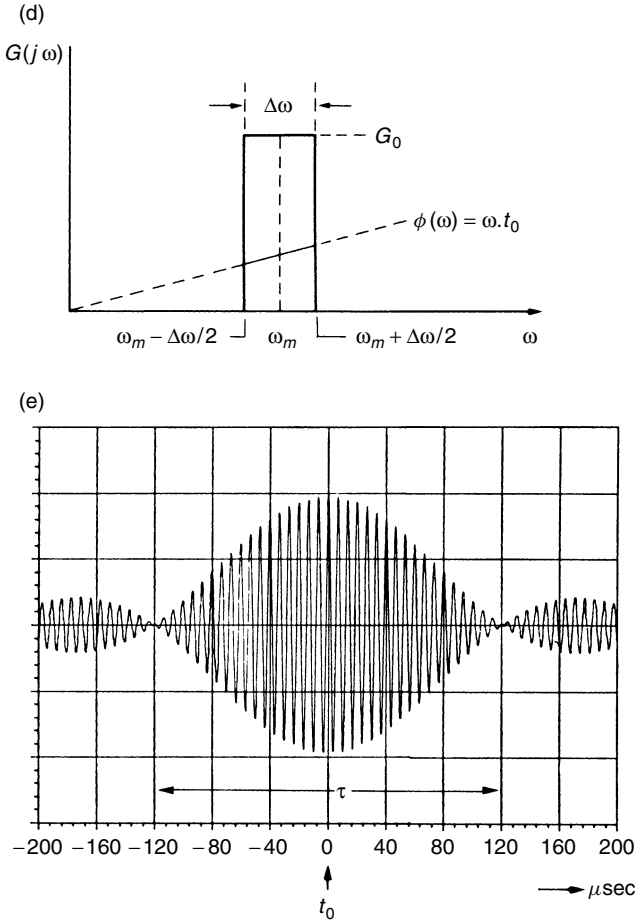 (d)
G(jω)
Δω
G₀
ϕ(ω) = ω.t₀
ωₘ − Δω/2
ωₘ
ωₘ + Δω/2
ω
(e)
τ
−200 −160 −120 −80 −40 0 40 80 120 160 200
μsec
t₀